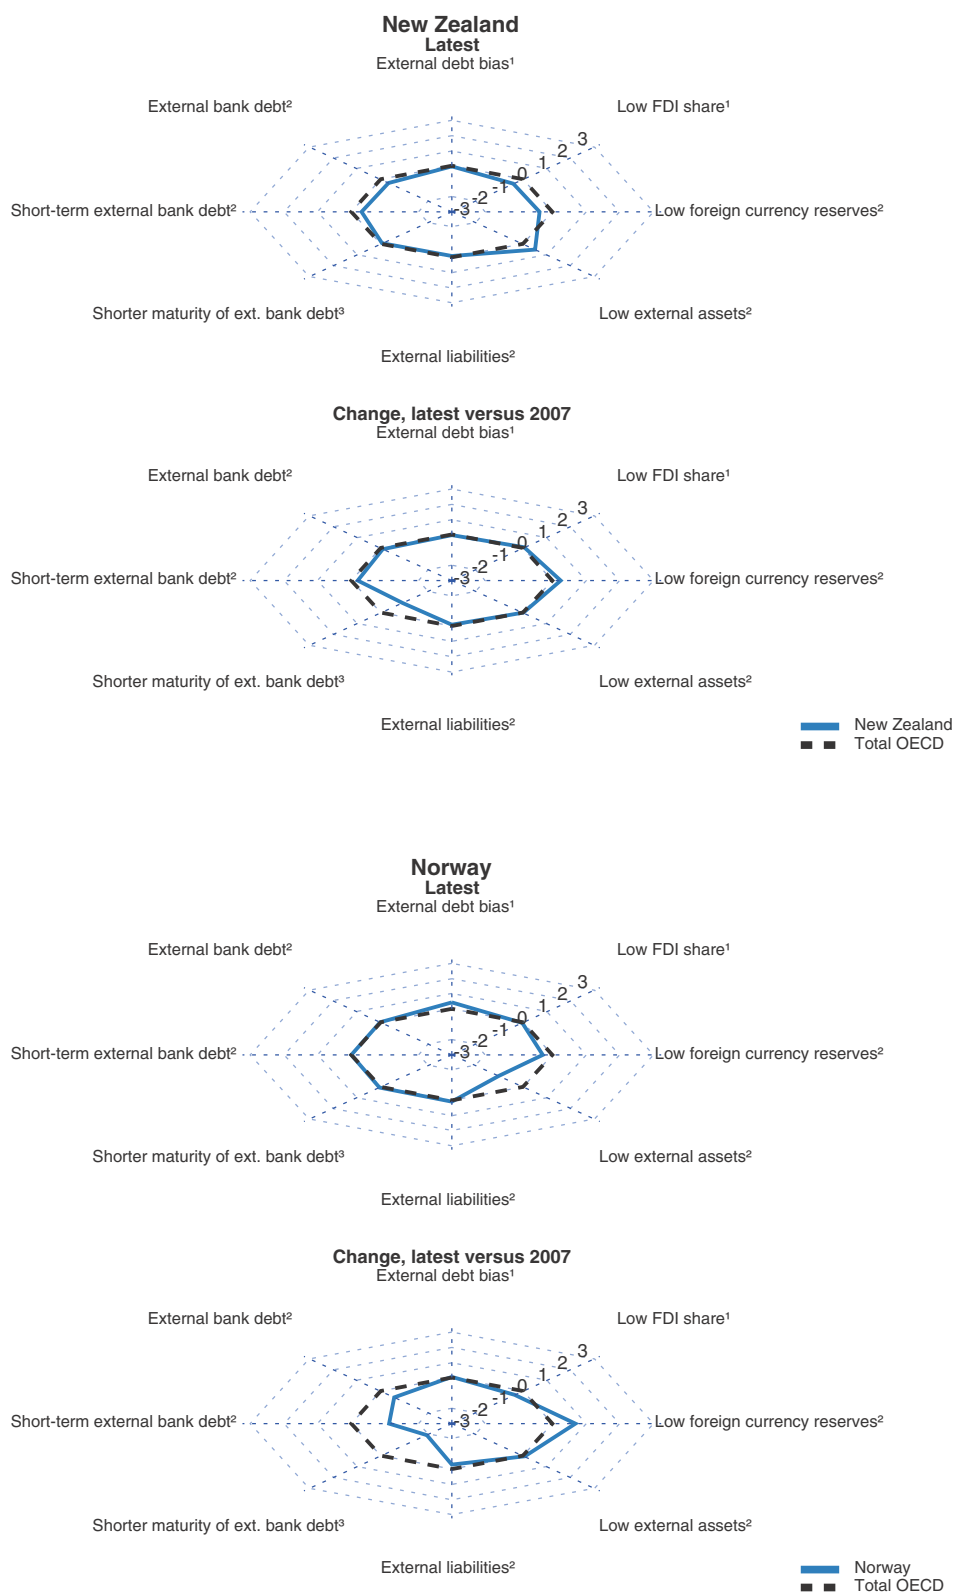 New Zealand
Latest
External debt bias¹
External bank debt²
Low FDI share¹
3
2
1
0
-1
-2
-3
Short-term external bank debt²
Low foreign currency reserves²
Shorter maturity of ext. bank debt³
Low external assets²
External liabilities²
Change, latest versus 2007
External debt bias¹
External bank debt²
Low FDI share¹
3
2
1
0
-1
-2
-3
Short-term external bank debt²
Low foreign currency reserves²
Shorter maturity of ext. bank debt³
Low external assets²
External liabilities²
New Zealand
Total OECD
Norway
Latest
External debt bias¹
External bank debt²
Low FDI share¹
3
2
1
0
-1
-2
-3
Short-term external bank debt²
Low foreign currency reserves²
Shorter maturity of ext. bank debt³
Low external assets²
External liabilities²
Change, latest versus 2007
External debt bias¹
External bank debt²
Low FDI share¹
3
2
1
0
-1
-2
-3
Short-term external bank debt²
Low foreign currency reserves²
Shorter maturity of ext. bank debt³
Low external assets²
External liabilities²
Norway
Total OECD